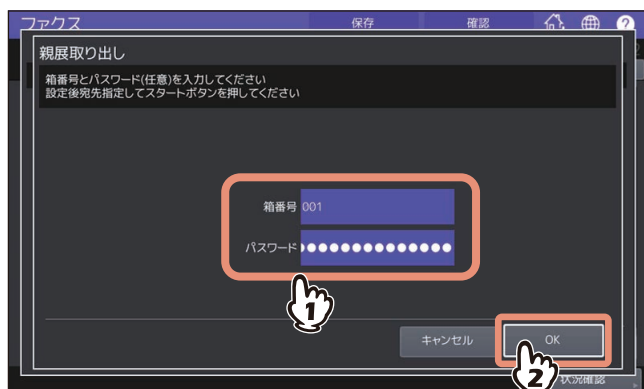 ファクス 保存 確認 ?
親展取り出し
箱番号とパスワード(任意)を入力してください
設定後宛先指定してスタートボタンを押してください
箱番号 001
パスワード ●●●●●●●●●●●●●●
1
キャンセル OK
2
状況確認